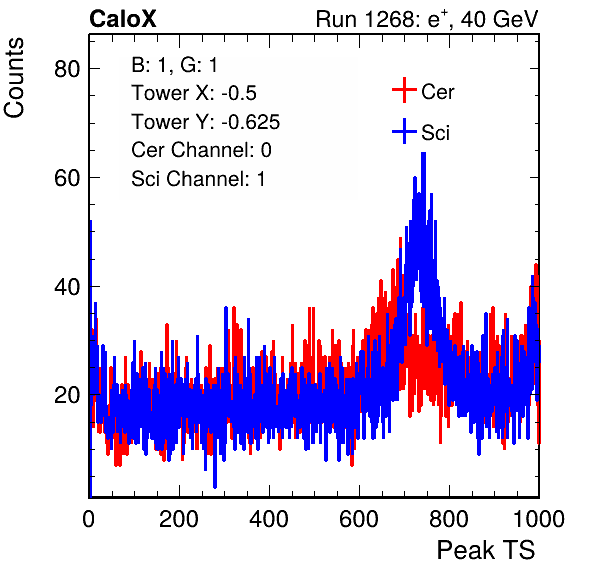 CaloX Run 1268: e+, 40 GeV
Counts
B: 1, G: 1
Tower X: -0.5
Tower Y: -0.625
Cer Channel: 0
Sci Channel: 1
Cer
Sci
80
60
40
20
0 200 400 600 800 1000
Peak TS